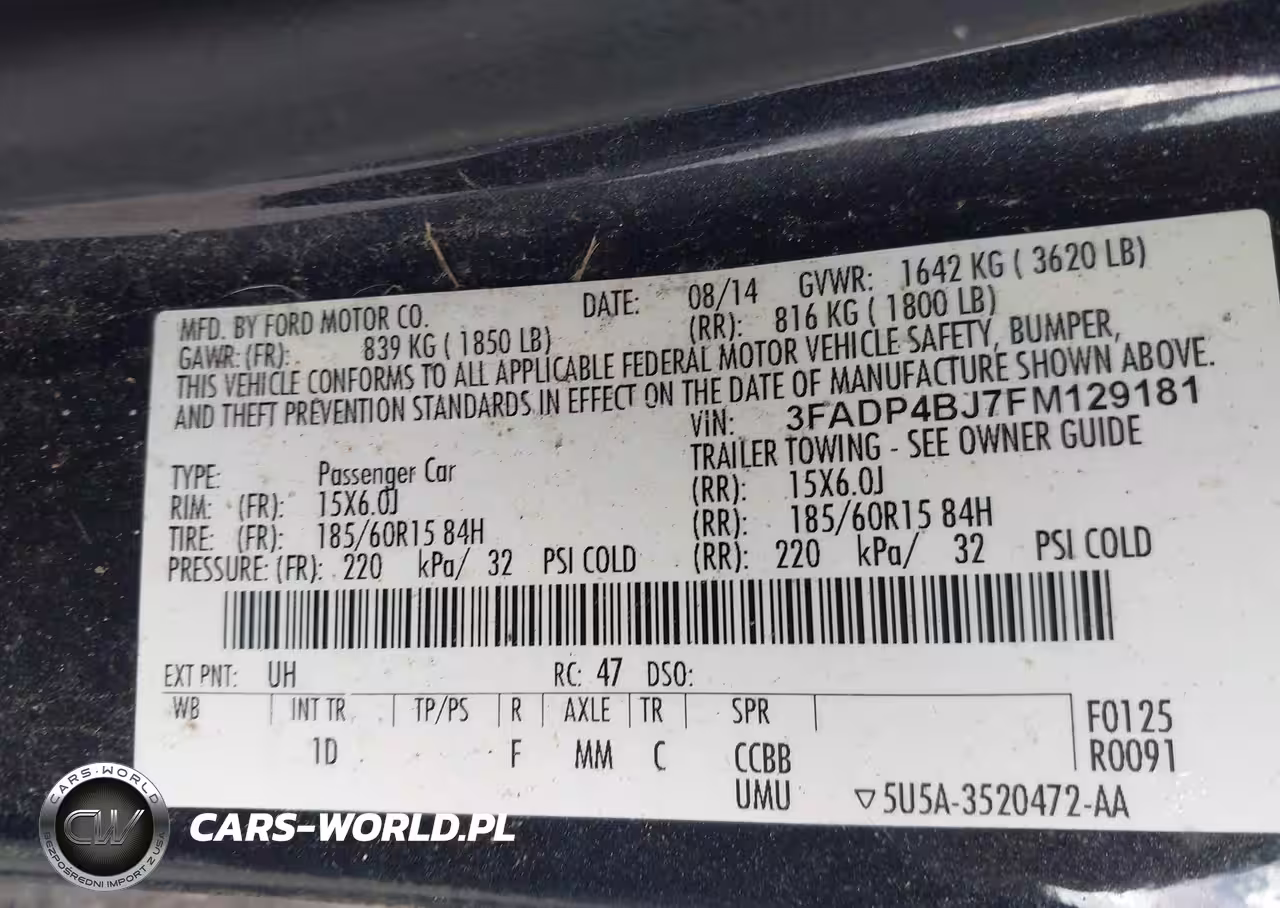 MFD. BY FORD MOTOR CO. DATE: 08/14 GVWR: 1642 KG ( 3620 LB)
GAWR: (FR): 839 KG ( 1850 LB) (RR): 816 KG ( 1800 LB)
THIS VEHICLE CONFORMS TO ALL APPLICABLE FEDERAL MOTOR VEHICLE SAFETY, BUMPER,
AND THEFT PREVENTION STANDARDS IN EFFECT ON THE DATE OF MANUFACTURE SHOWN ABOVE.
VIN: 3FADP4BJ7FM129181
TRAILER TOWING - SEE OWNER GUIDE
TYPE: Passenger Car
RIM: (FR): 15X6.0J (RR): 15X6.0J
TIRE: (FR): 185/60R15 84H (RR): 185/60R15 84H
PRESSURE: (FR): 220 kPa/ 32 PSI COLD (RR): 220 kPa/ 32 PSI COLD
EXT PNT: UH RC: 47 DSO:
WB INT TR TP/PS R AXLE TR SPR F0125
1D F MM C CCBB R0091
UMU ▽5U5A-3520472-AA
CARS-WORLD
CW
BEZPOŚREDNI IMPORT Z USA
CARS-WORLD.PL